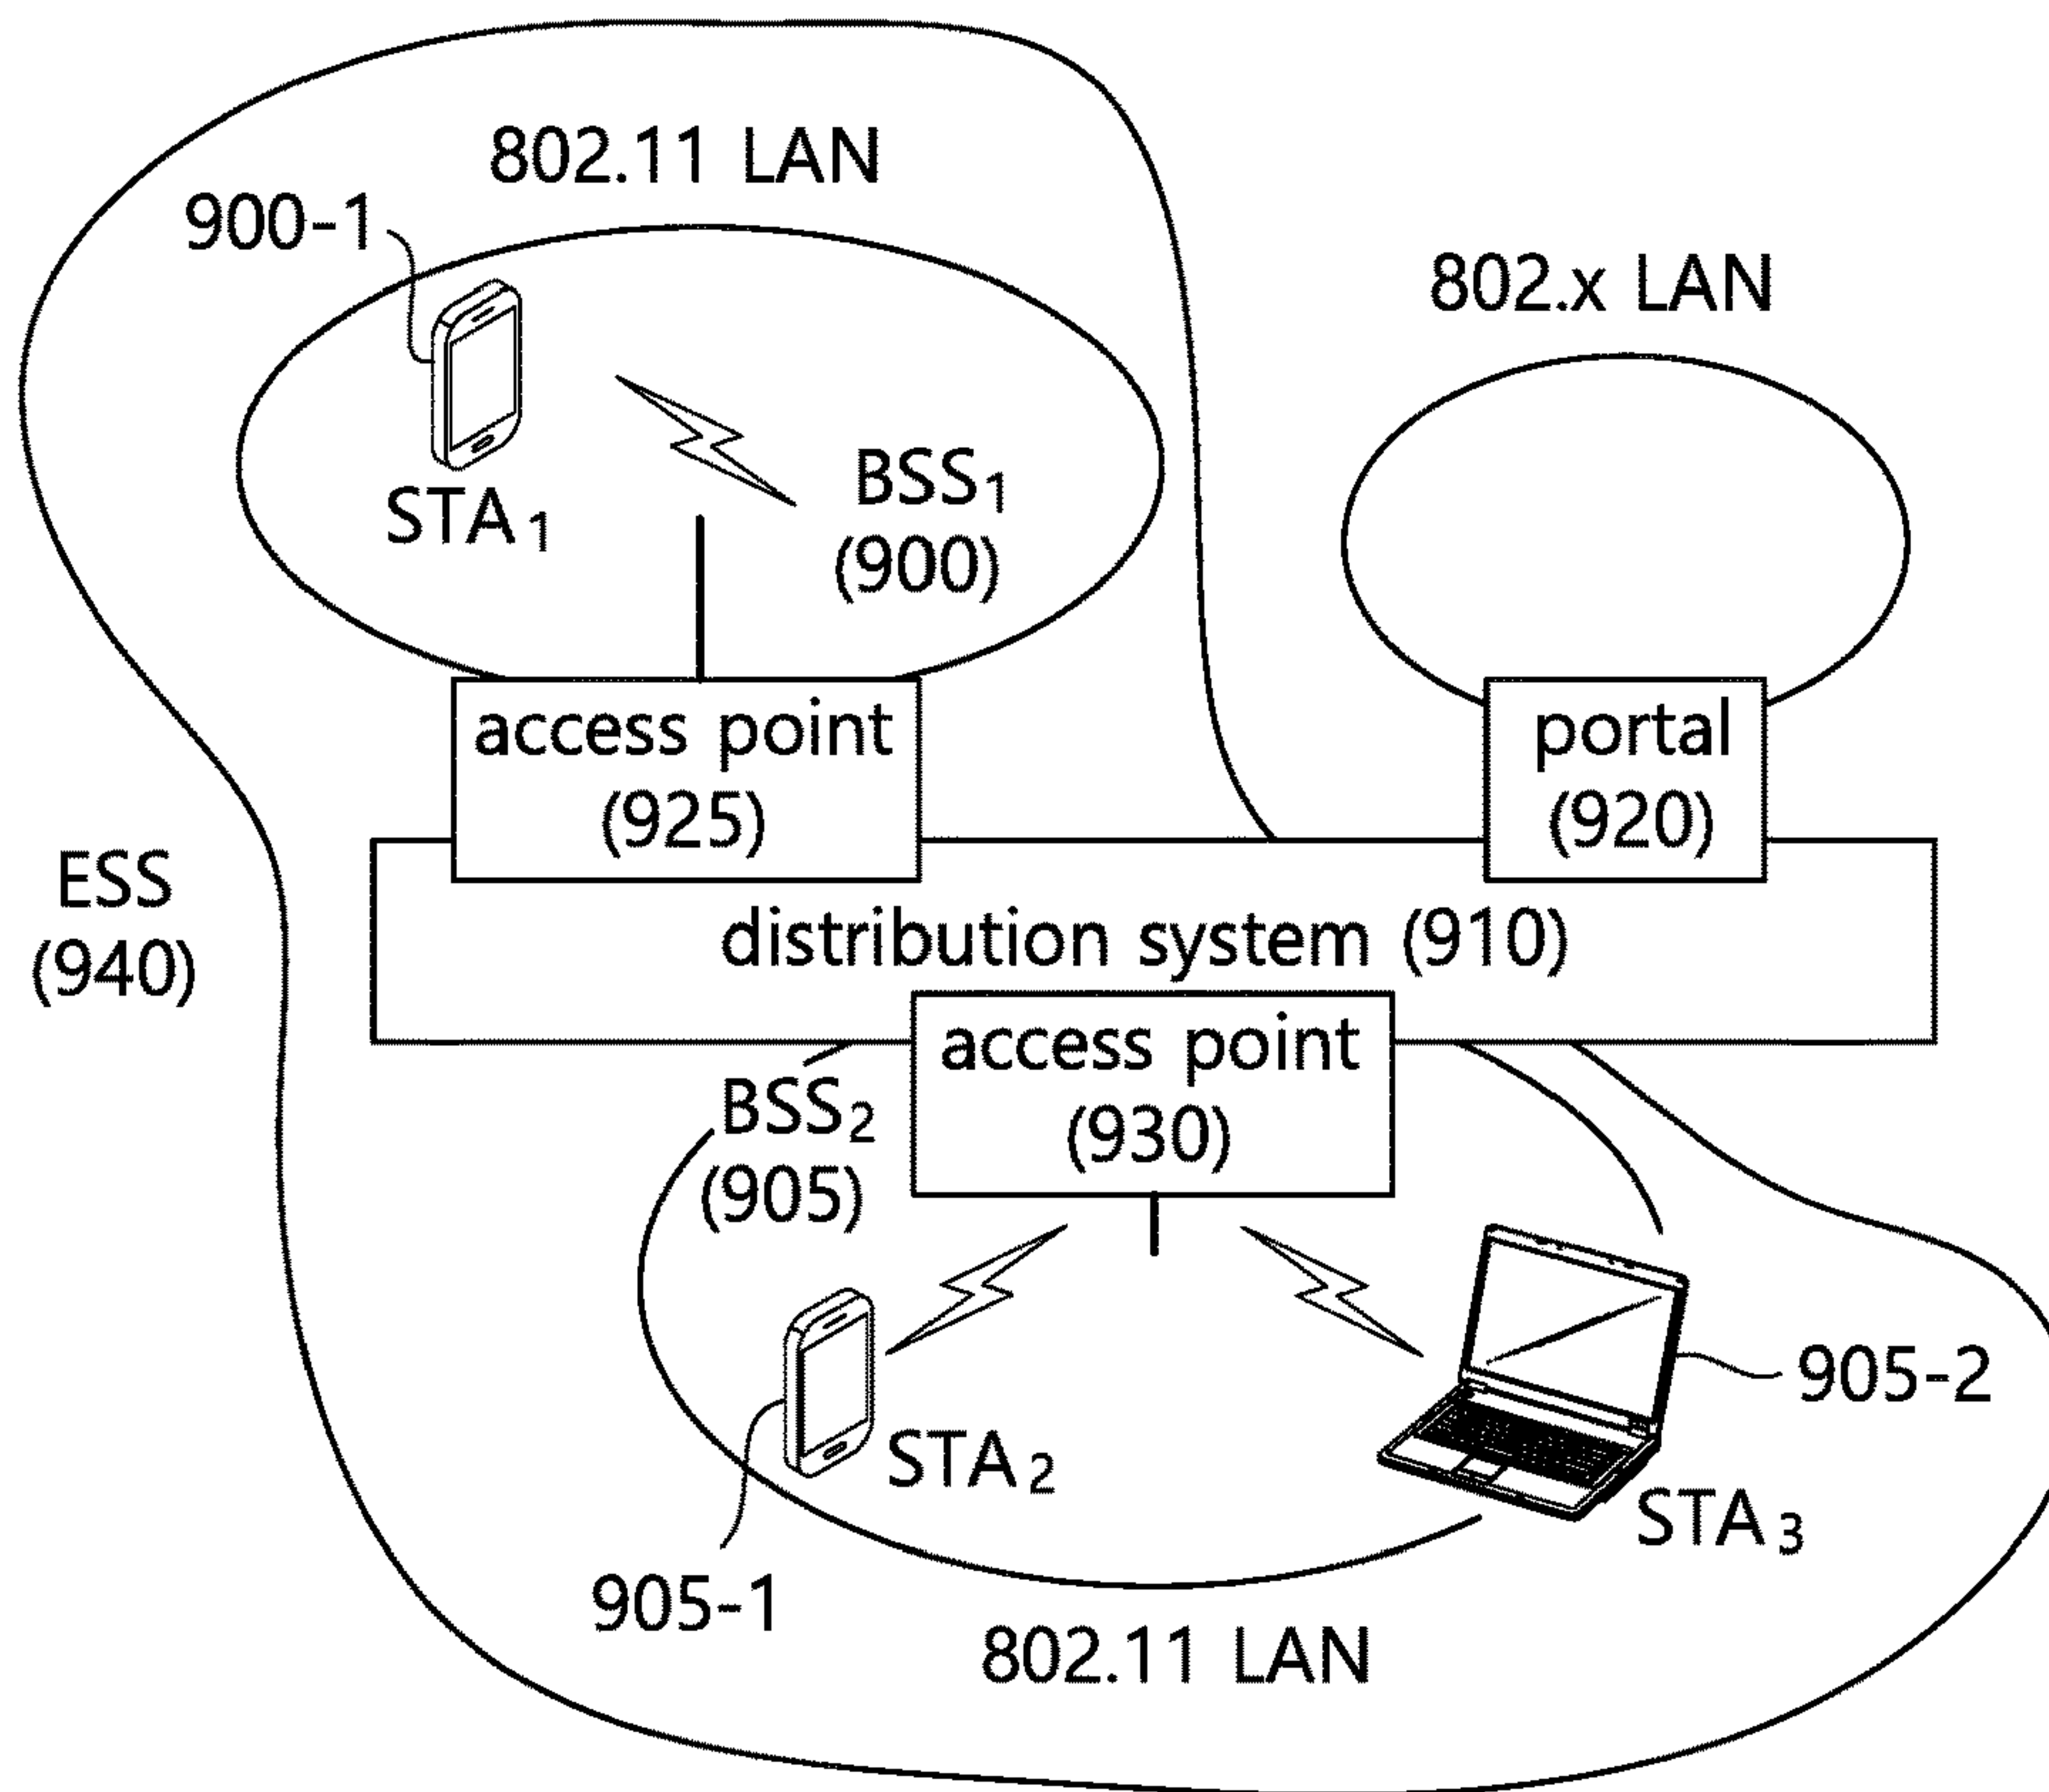 802.11 LAN
900-1
802.x LAN
STA1
BSS1
(900)
access point
(925)
portal
(920)
ESS
(940)
distribution system (910)
access point
(930)
BSS2
(905)
905-2
STA2
STA3
905-1
802.11 LAN